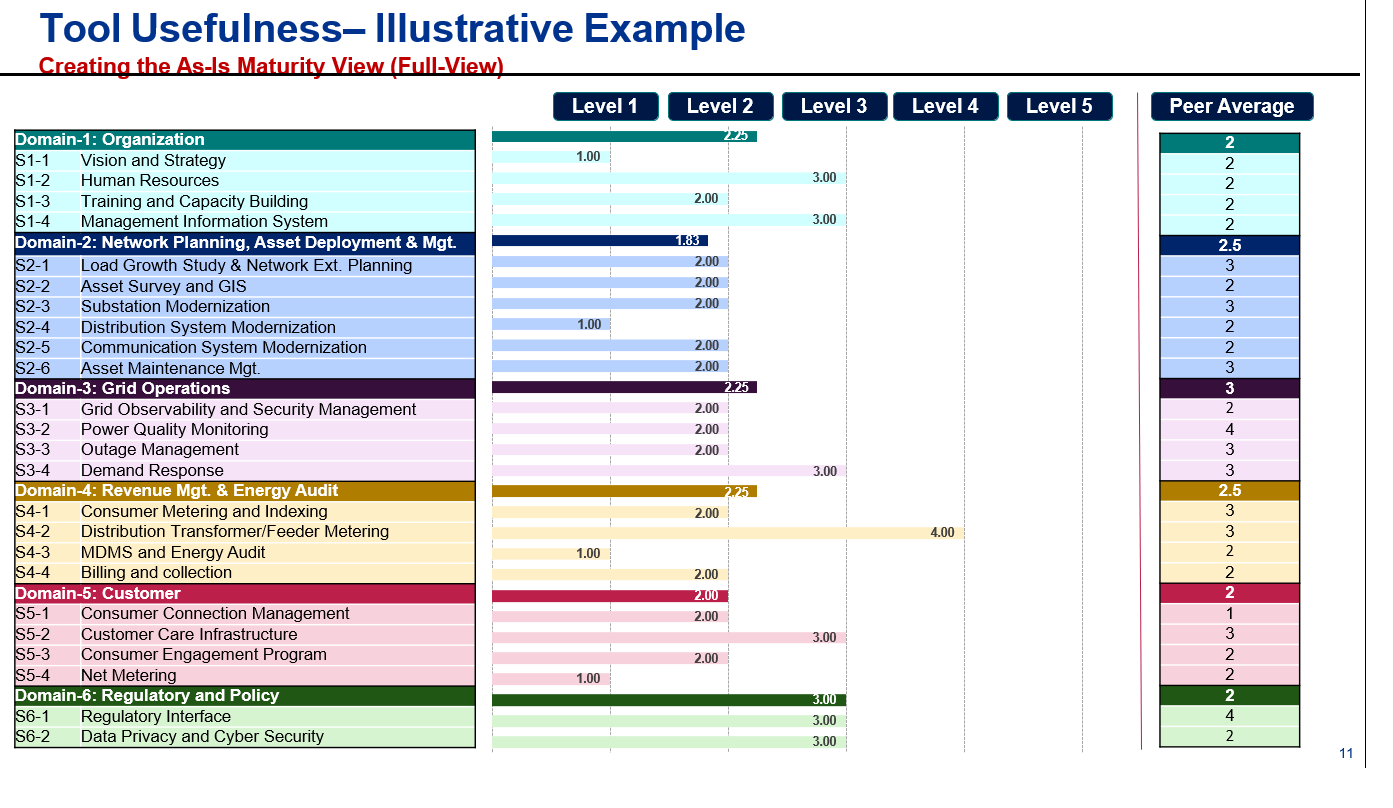 Tool Usefulness– Illustrative Example
Creating the As-Is Maturity View (Full-View)
Level 1 Level 2 Level 3 Level 4 Level 5 Peer Average
Domain-1: Organization 2.25 2
S1-1 Vision and Strategy 1.00 2
S1-2 Human Resources 3.00 2
S1-3 Training and Capacity Building 2.00 2
S1-4 Management Information System 3.00 2
Domain-2: Network Planning, Asset Deployment & Mgt. 1.83 2.5
S2-1 Load Growth Study & Network Ext. Planning 2.00 3
S2-2 Asset Survey and GIS 2.00 2
S2-3 Substation Modernization 2.00 3
S2-4 Distribution System Modernization 1.00 2
S2-5 Communication System Modernization 2.00 2
S2-6 Asset Maintenance Mgt. 2.00 3
Domain-3: Grid Operations 2.25 3
S3-1 Grid Observability and Security Management 2.00 2
S3-2 Power Quality Monitoring 2.00 4
S3-3 Outage Management 2.00 3
S3-4 Demand Response 3.00 3
Domain-4: Revenue Mgt. & Energy Audit 2.25 2.5
S4-1 Consumer Metering and Indexing 2.00 3
S4-2 Distribution Transformer/Feeder Metering 4.00 3
S4-3 MDMS and Energy Audit 1.00 2
S4-4 Billing and collection 2.00 2
Domain-5: Customer 2.00 2
S5-1 Consumer Connection Management 2.00 1
S5-2 Customer Care Infrastructure 3.00 3
S5-3 Consumer Engagement Program 2.00 2
S5-4 Net Metering 1.00 2
Domain-6: Regulatory and Policy 3.00 2
S6-1 Regulatory Interface 3.00 4
S6-2 Data Privacy and Cyber Security 3.00 2
11